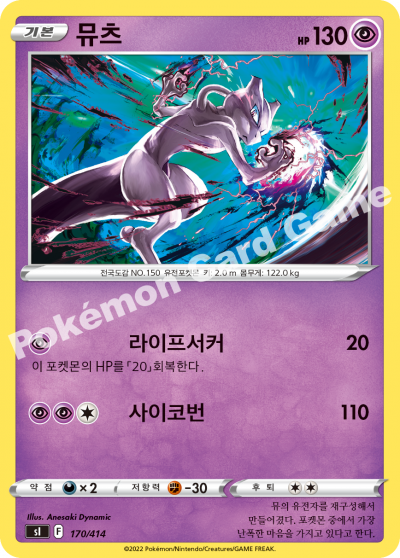 기본
뮤츠
HP 130
전국도감 NO.150 유전포켓몬 키: 2.0 m 몸무게: 122.0 kg
라이프서커 20
이 포켓몬의 HP를 「20」 회복한다.
사이코번 110
약점 ×2 저항력 -30 후퇴
Illus. Anesaki Dynamic
sI F 170/414
뮤의 유전자를 재구성해서
만들어졌다. 포켓몬 중에서 가장
난폭한 마음을 가지고 있다고 한다.
©2022 Pokémon/Nintendo/Creatures/GAME FREAK.
Pokémon Card Game